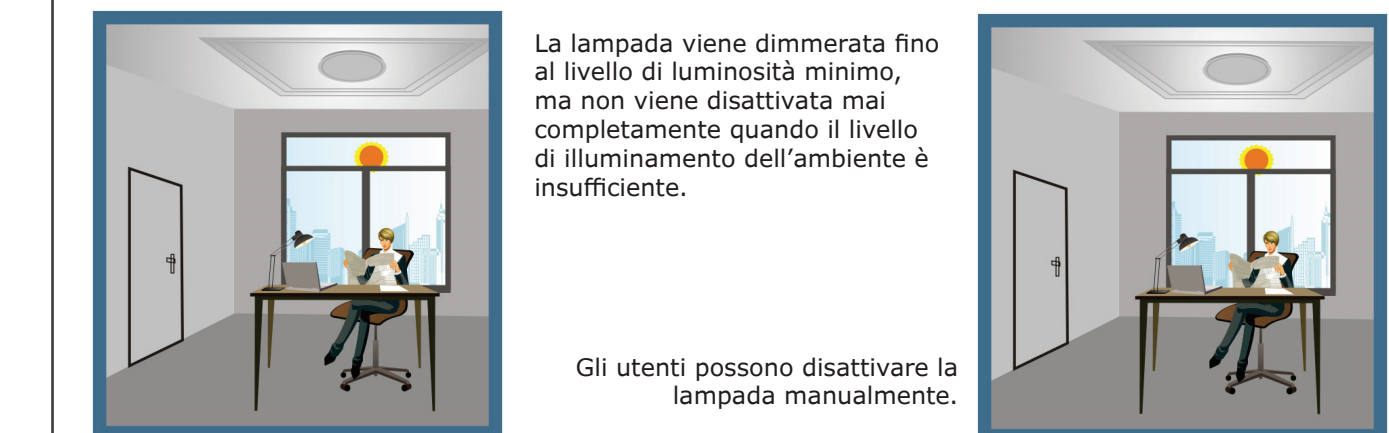 La lampada viene dimmerata fino
al livello di luminosità minimo,
ma non viene disattivata mai
completamente quando il livello
di illuminamento dell’ambiente è
insufficiente.
Gli utenti possono disattivare la
lampada manualmente.